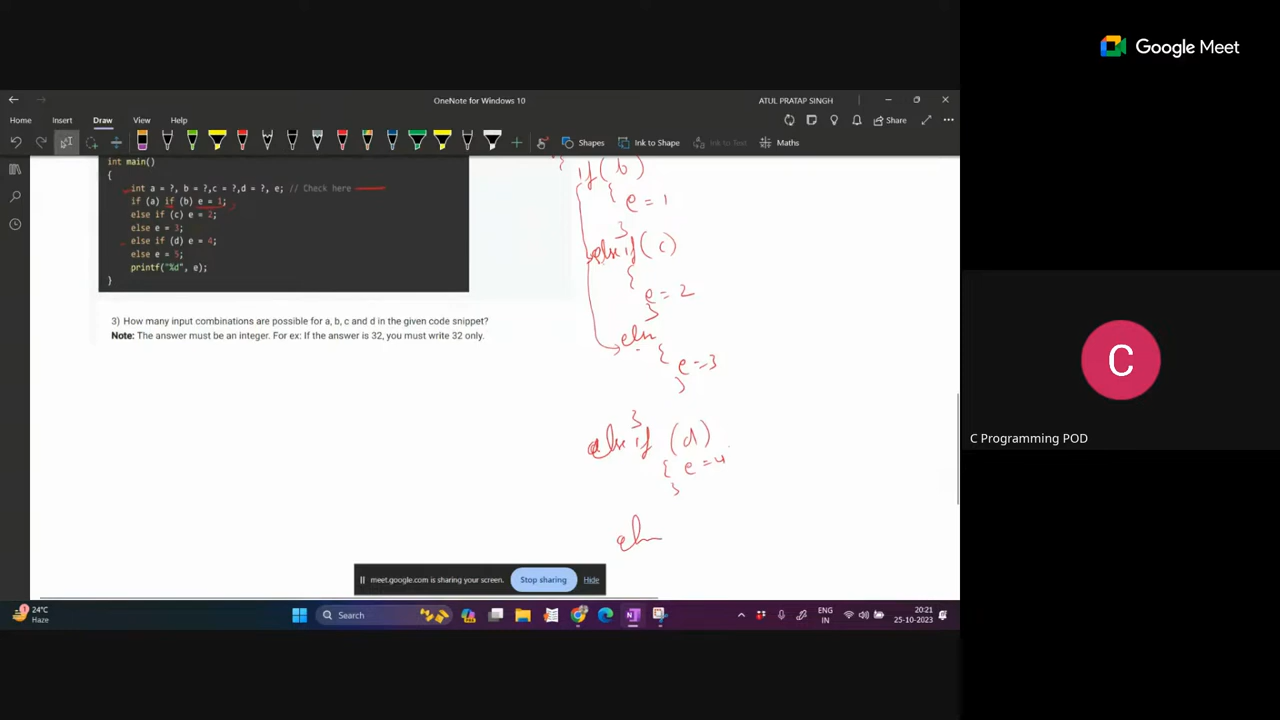 Google Meet
OneNote for Windows 10
ATUL PRATAP SINGH
Home
Insert
Draw
View
Help
Share
Shapes
Ink to Shape
Ink to Text
Maths
int main()
{
int a = ?, b = ?,c = ?,d = ?, e; // Check here
if (a) if (b) e = 1;
else if (c) e = 2;
else e = 3;
else if (d) e = 4;
else e = 5;
printf("%d", e);
}
3) How many input combinations are possible for a, b, c and d in the given code snippet?
Note: The answer must be an integer. For ex: If the answer is 32, you must write 32 only.
{
if (b)
{
e = 1
}
else if (c)
{
e = 2
}
else
{
e = 3
}
}
else if (d)
{ e = 4
}
else
C
C Programming POD
meet.google.com is sharing your screen.
Stop sharing
Hide
1
24°C
Haze
Search
ENG
IN
20:21
25-10-2023